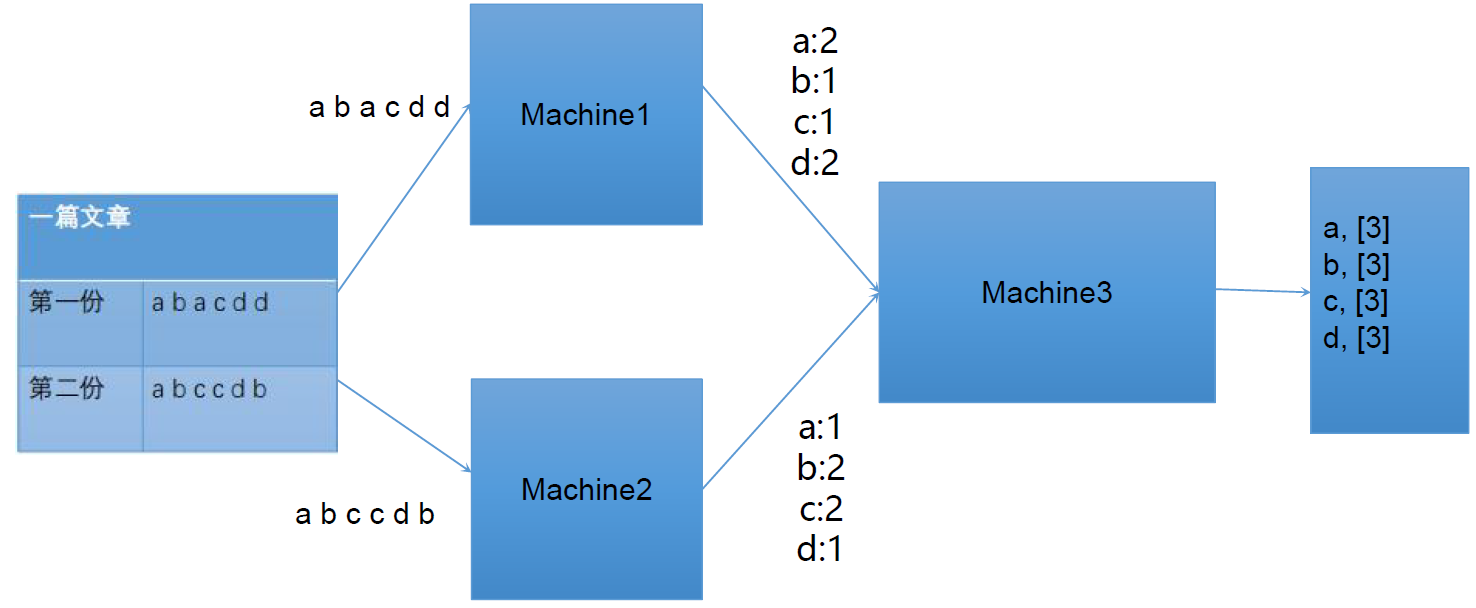 一篇文章
第一份 a b a c d d
第二份 a b c c d b
a b a c d d
a b c c d b
Machine1
Machine2
a:2
b:1
c:1
d:2
a:1
b:2
c:2
d:1
Machine3
a, [3]
b, [3]
c, [3]
d, [3]